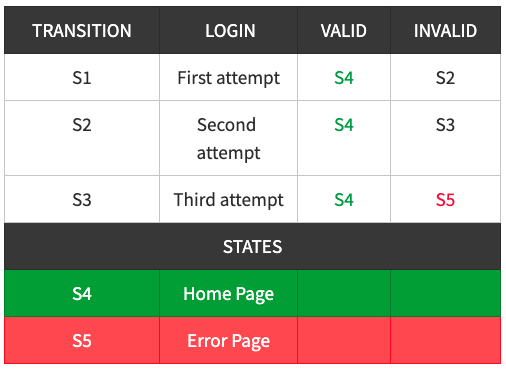 TRANSITION LOGIN VALID INVALID
S1 First attempt S4 S2
S2 Second attempt S4 S3
S3 Third attempt S4 S5
STATES
S4 Home Page
S5 Error Page